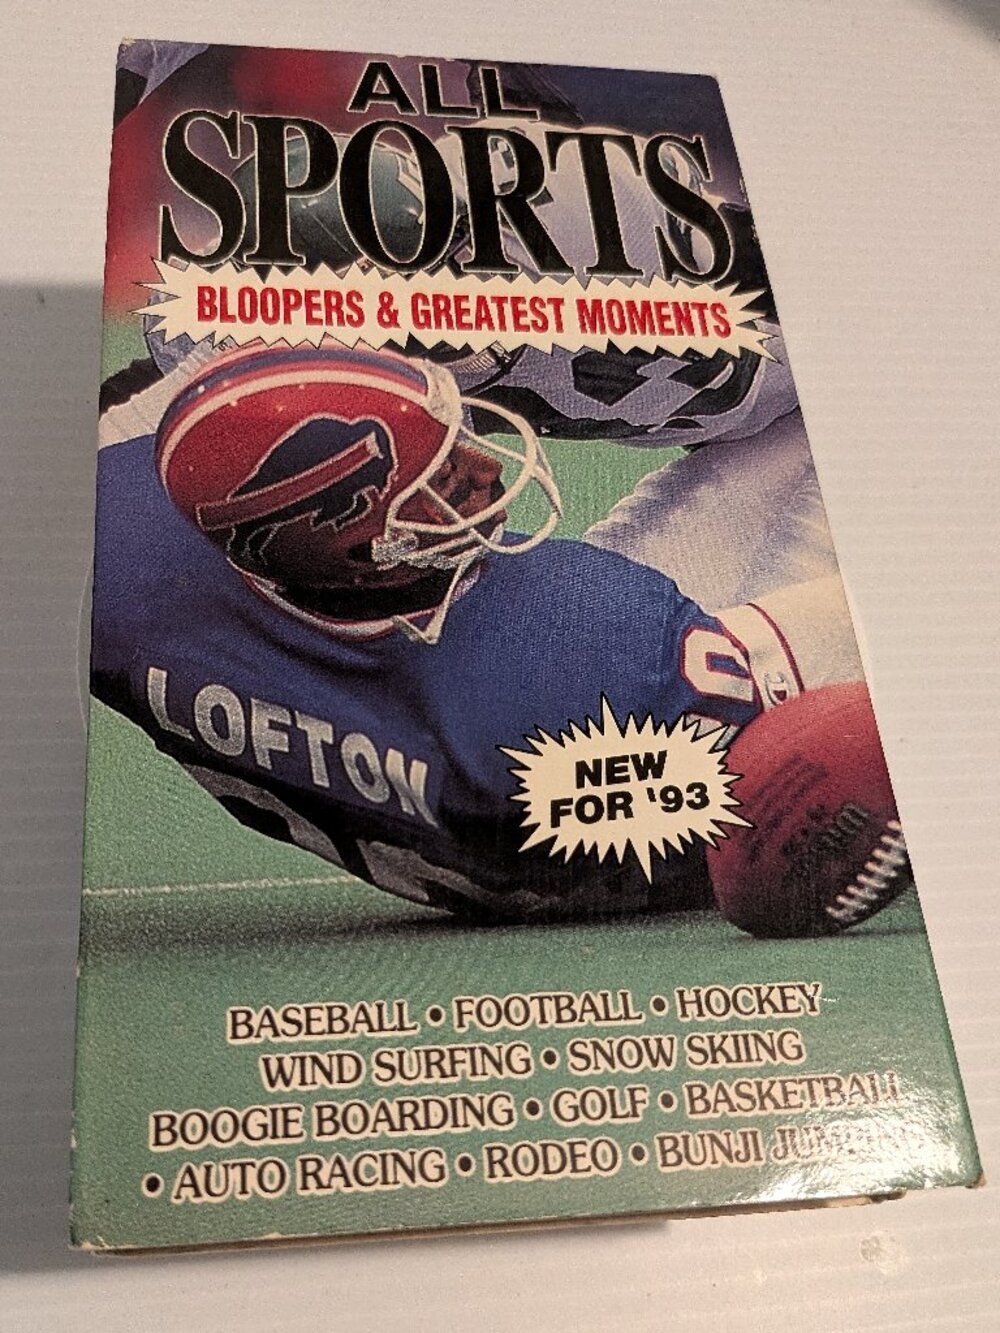 ALL
SPORTS
BLOOPERS & GREATEST MOMENTS
LOFTON
NEW
FOR '93
BASEBALL • FOOTBALL • HOCKEY
WIND SURFING • SNOW SKIING
BOOGIE BOARDING • GOLF • BASKETBALL
• AUTO RACING • RODEO • BUNJI JUMPING